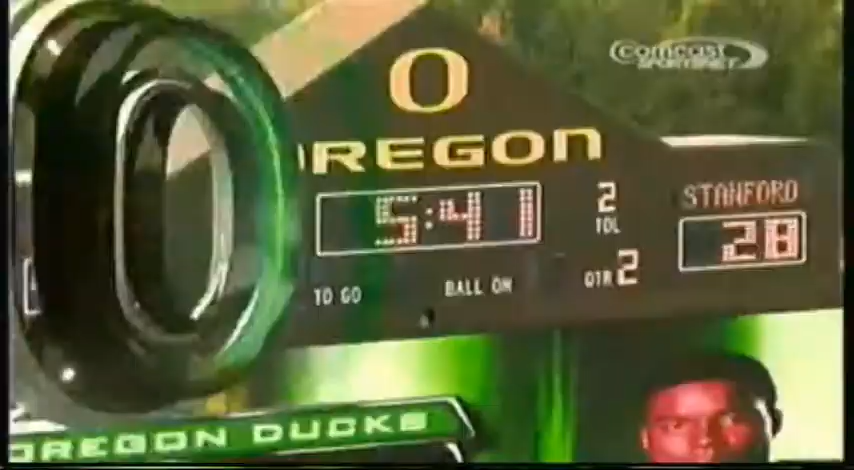 comcast
SPORTSNET
O
OREGON
5:41
2
TOL
STANFORD
28
TO GO
BALL ON
QTR 2
OREGON DUCKS